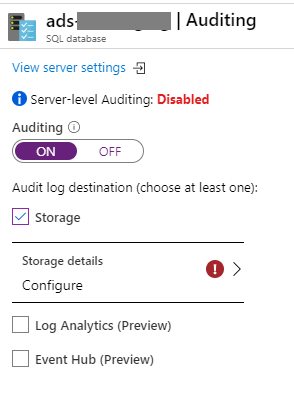 ads- | Auditing
SQL database
View server settings
Server-level Auditing: Disabled
Auditing
ON OFF
Audit log destination (choose at least one):
Storage
Storage details
Configure
Log Analytics (Preview)
Event Hub (Preview)